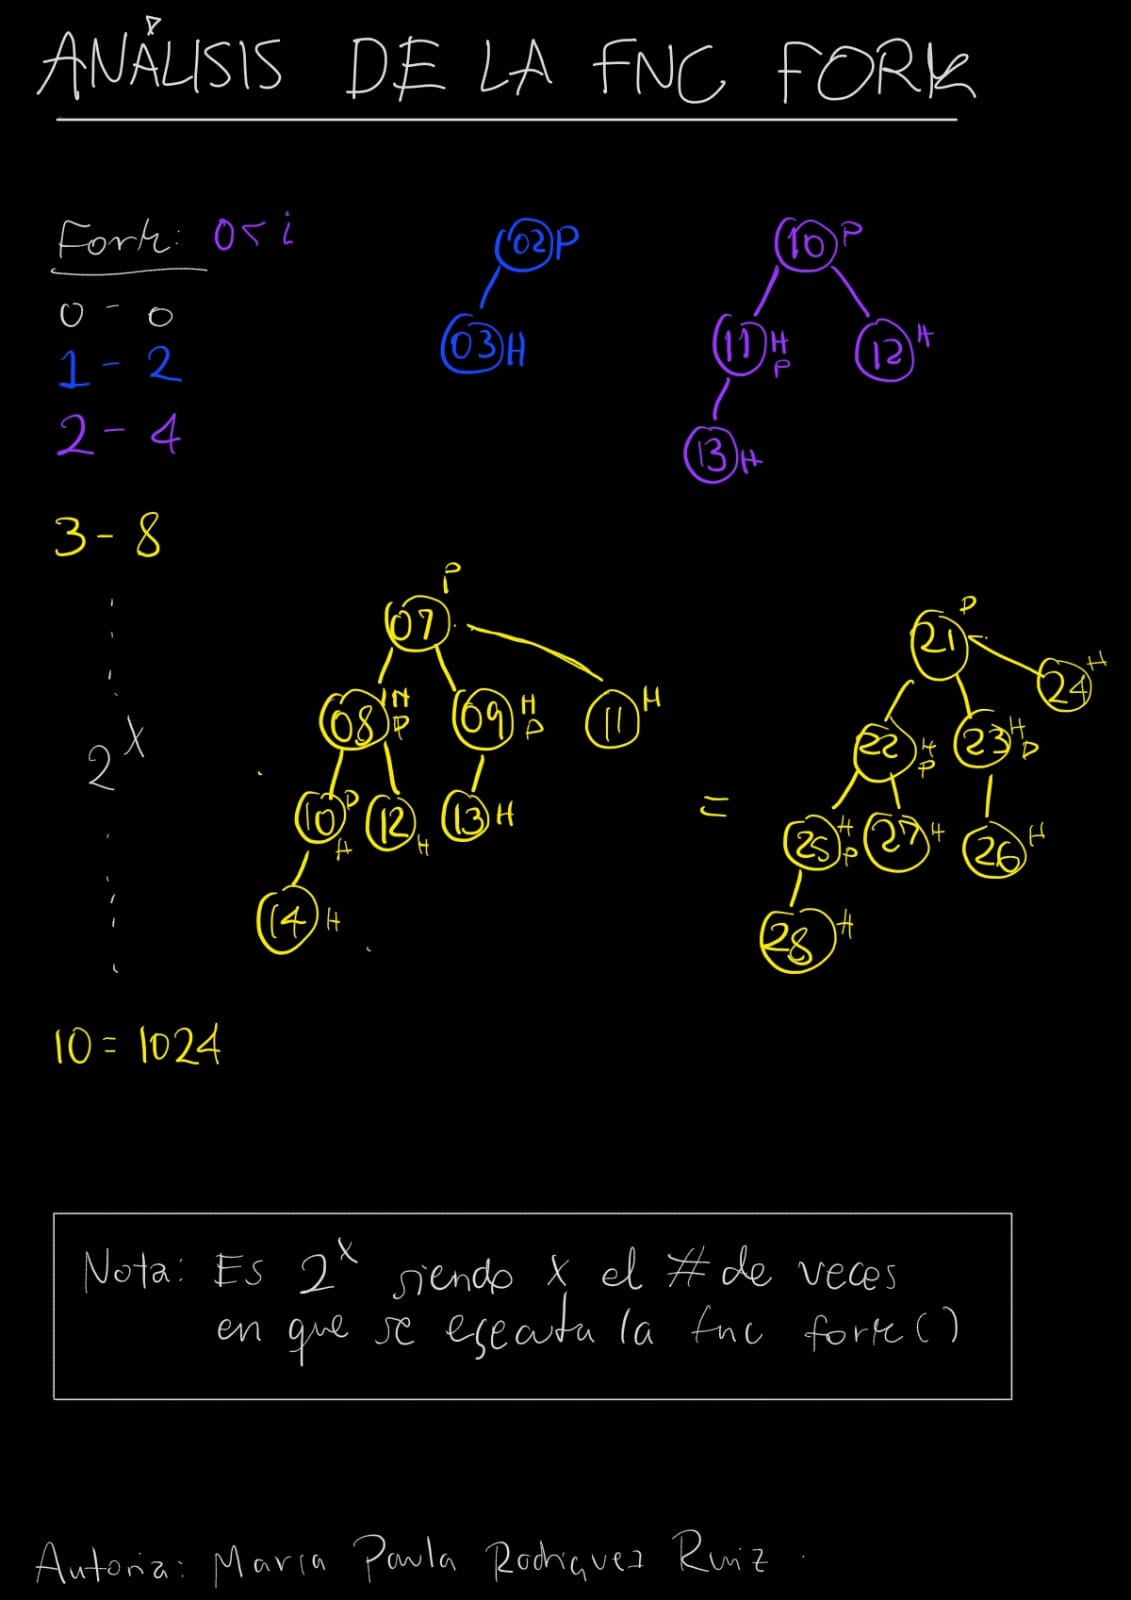 ANÁLISIS DE LA FNC FORK
Fork: 0 < i
0 - 0
1 - 2
2 - 4
3 - 8
2^x
10 = 1024
02 P
03 H
10 P
11 H P
12 H
13 H
P
07
08 H P
09 H P
11 H
10 P H
12 H
13 H
14 H
=
P
21
24 H
22 H P
23 H P
25 H P
27 H
26 H
28 H
Nota: Es 2^x siendo x el # de veces
en que se egecuta la fnc fork()
Autoria: Maria Paula Rodriguez Ruiz